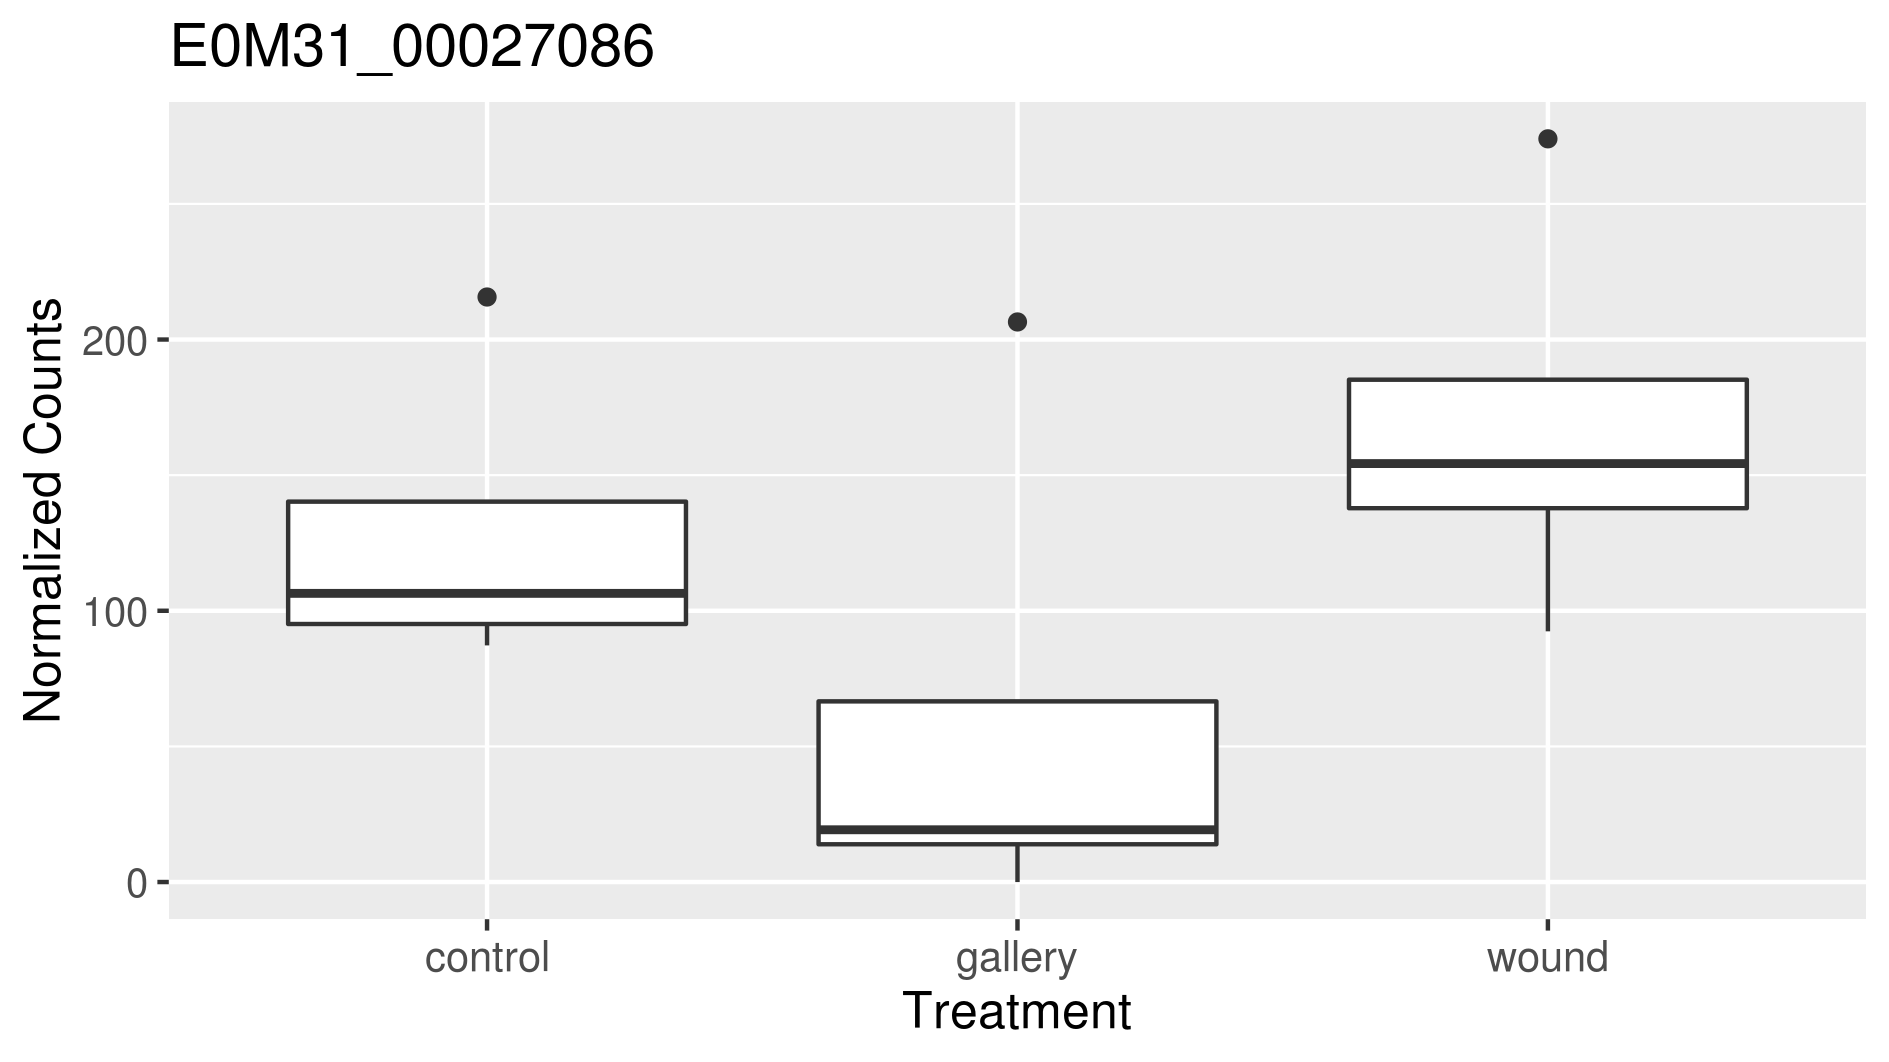 E0M31_00027086
Normalized Counts
200
100
0
control gallery wound
Treatment